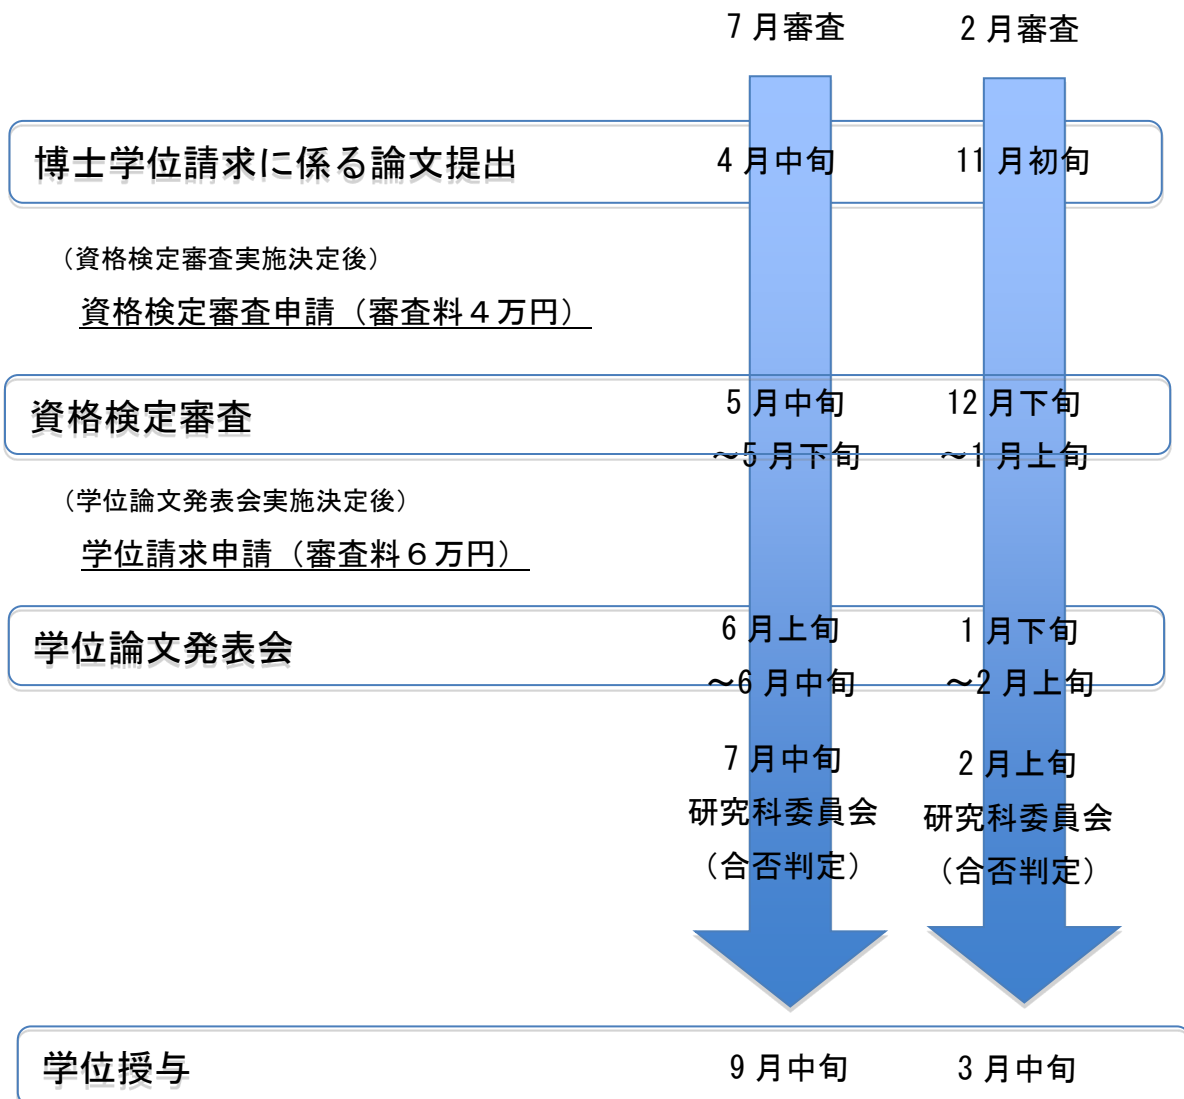 7 月審査 2 月審査
博士学位請求に係る論文提出 4 月中旬 11 月初旬
（資格検定審査実施決定後）
資格検定審査申請（審査料４万円）
資格検定審査 5 月中旬 12 月下旬
～5 月下旬 ～1 月上旬
（学位論文発表会実施決定後）
学位請求申請（審査料６万円）
学位論文発表会 6 月上旬 1 月下旬
～6 月中旬 ～2 月上旬
7 月中旬 2 月上旬
研究科委員会 研究科委員会
（合否判定） （合否判定）
学位授与 9 月中旬 3 月中旬